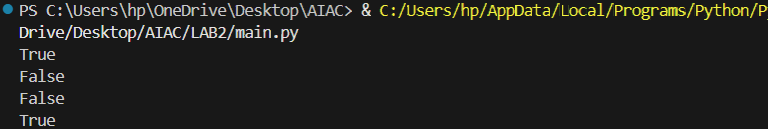 PS C:\Users\hp\OneDrive\Desktop\AIAC> & C:/Users/hp/AppData/Local/Programs/Python/
Drive/Desktop/AIAC/LAB2/main.py
True
False
False
True